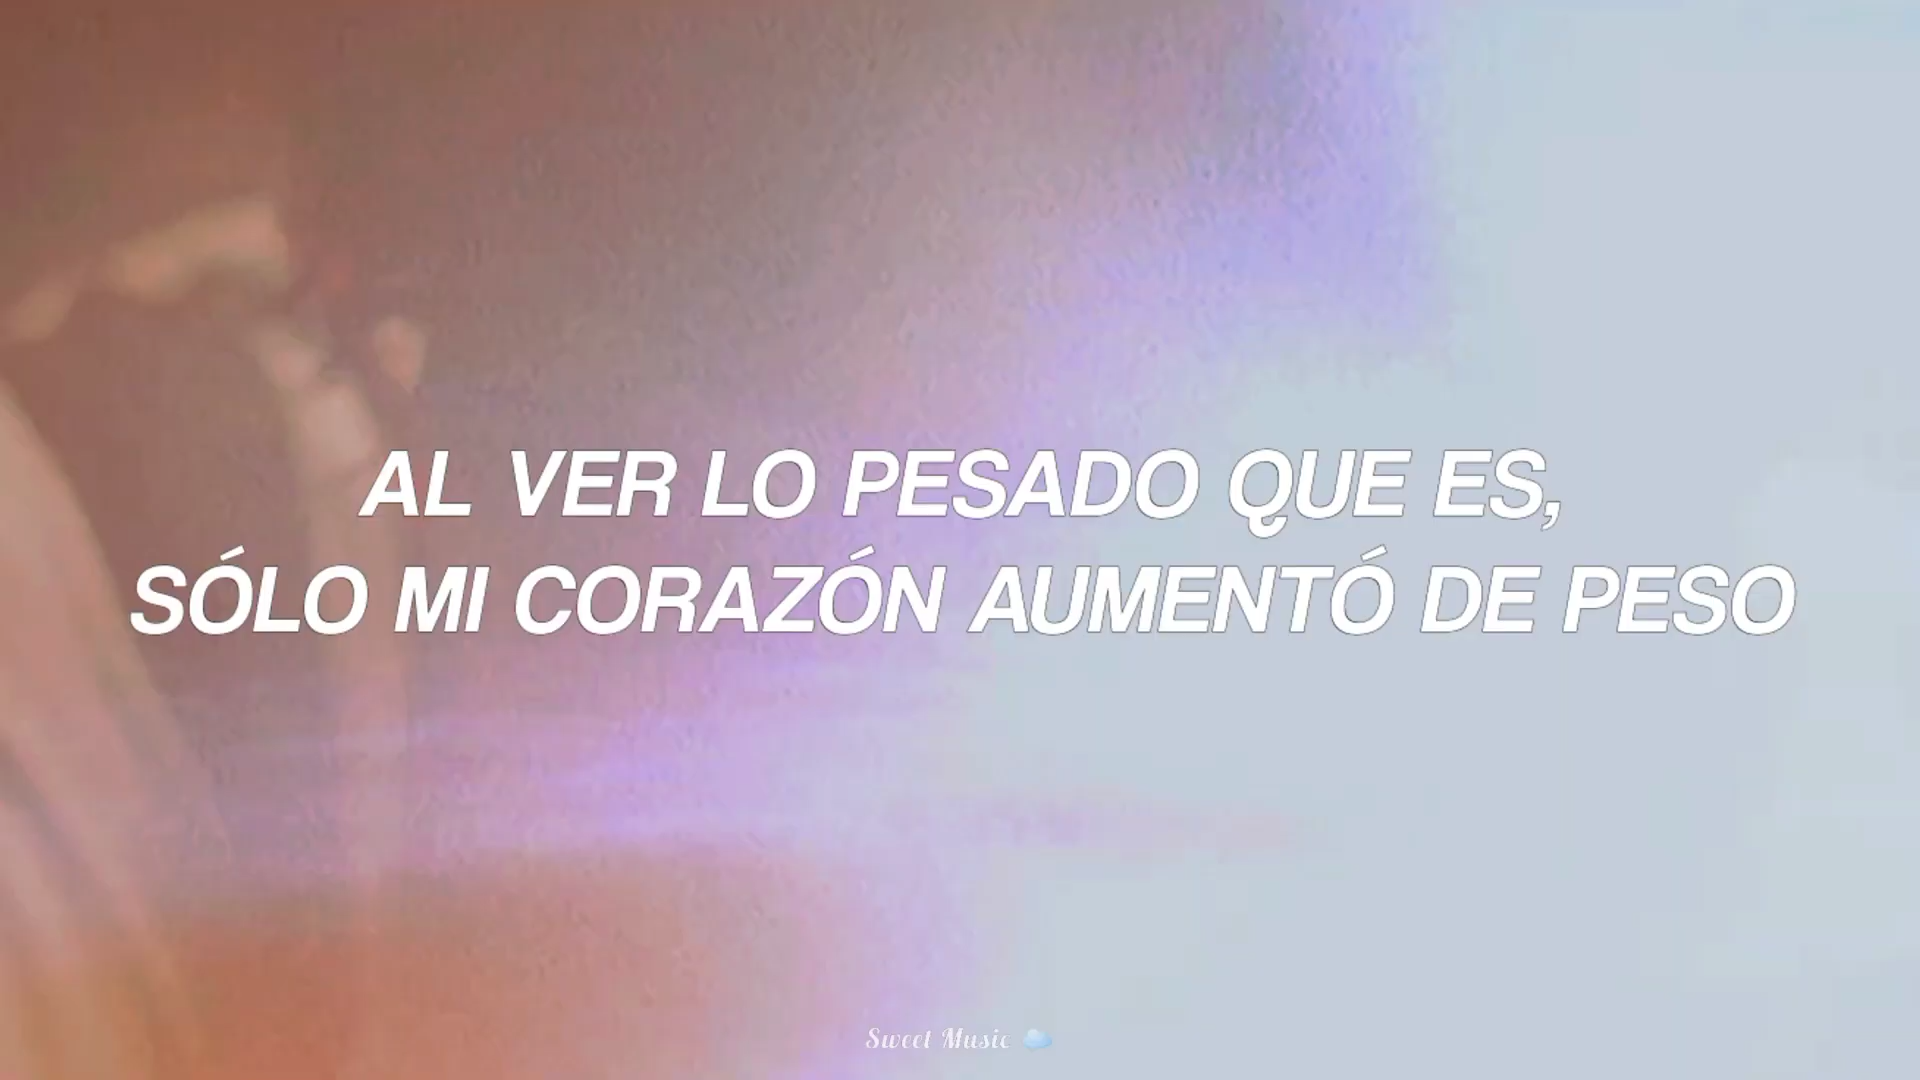 AL VER LO PESADO QUE ES,
SÓLO MI CORAZÓN AUMENTÓ DE PESO
Sweet Music